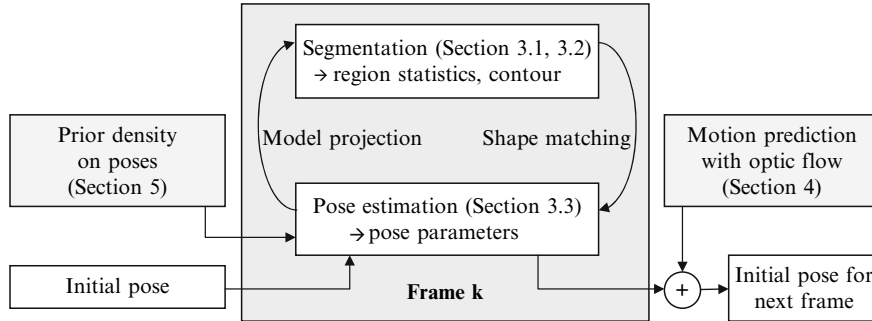 Segmentation (Section 3.1, 3.2)
→ region statistics, contour
Prior density
on poses
(Section 5)
Model projection
Shape matching
Motion prediction
with optic flow
(Section 4)
Pose estimation (Section 3.3)
→ pose parameters
Initial pose
Frame k
+
Initial pose for
next frame